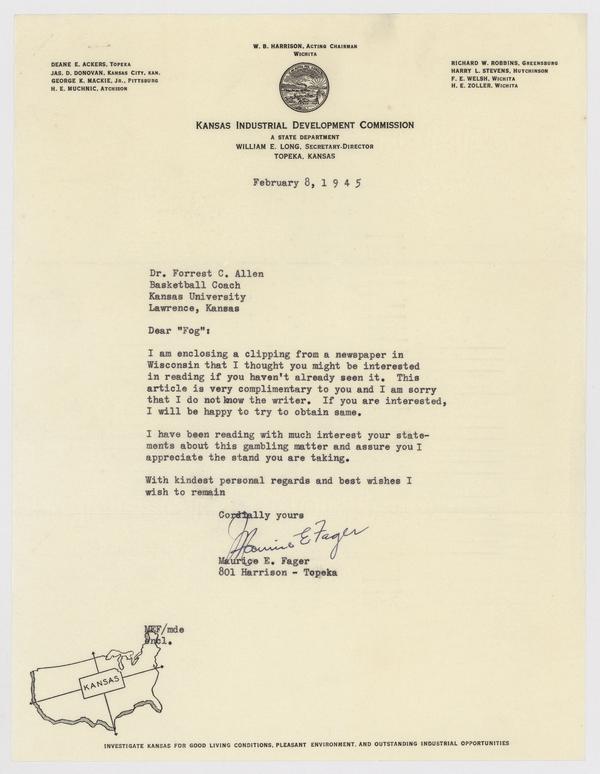 W. B. HARRISON, ACTING CHAIRMAN
WICHITA
DEANE E. ACKERS, TOPEKA
JAS. D. DONOVAN, KANSAS CITY, KAN.
GEORGE K. MACKIE, JR., PITTSBURG
H. E. MUCHNIC, ATCHISON
RICHARD W. ROBBINS, GREENSBURG
HARRY L. STEVENS, HUTCHINSON
F. E. WELSH, WICHITA
H. E. ZOLLER, WICHITA
KANSAS INDUSTRIAL DEVELOPMENT COMMISSION
A STATE DEPARTMENT
WILLIAM E. LONG, SECRETARY-DIRECTOR
TOPEKA, KANSAS
February 8, 1 9 4 5
Dr. Forrest C. Allen
Basketball Coach
Kansas University
Lawrence, Kansas
Dear "Fog":
I am enclosing a clipping from a newspaper in
Wisconsin that I thought you might be interested
in reading if you haven't already seen it. This
article is very complimentary to you and I am sorry
that I do not know the writer. If you are interested,
I will be happy to try to obtain same.
I have been reading with much interest your state-
ments about this gambling matter and assure you I
appreciate the stand you are taking.
With kindest personal regards and best wishes I
wish to remain
Cordially yours
Maurice E Fager
Maurice E. Fager
801 Harrison - Topeka
MEF/mde
encl.
KANSAS
INVESTIGATE KANSAS FOR GOOD LIVING CONDITIONS, PLEASANT ENVIRONMENT, AND OUTSTANDING INDUSTRIAL OPPORTUNITIES